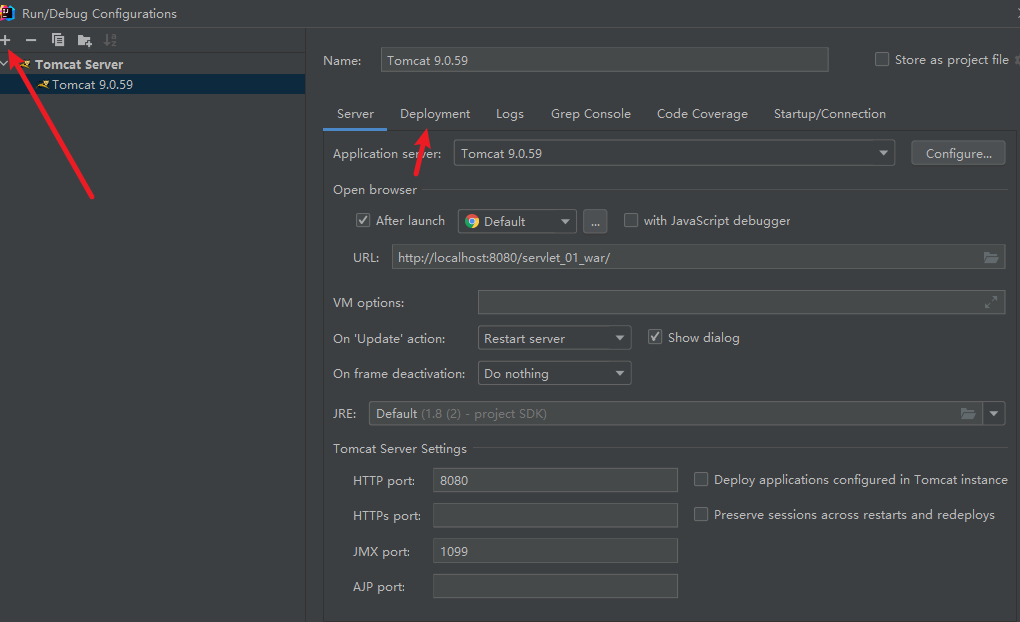 Run/Debug Configurations
Tomcat Server
Tomcat 9.0.59
Name: Tomcat 9.0.59 Store as project file
Server Deployment Logs Grep Console Code Coverage Startup/Connection
Application server: Tomcat 9.0.59 Configure...
Open browser
After launch Default ... with JavaScript debugger
URL: http://localhost:8080/servlet_01_war/
VM options:
On 'Update' action: Restart server Show dialog
On frame deactivation: Do nothing
JRE: Default (1.8 (2) - project SDK)
Tomcat Server Settings
HTTP port: 8080 Deploy applications configured in Tomcat instance
HTTPs port: Preserve sessions across restarts and redeploys
JMX port: 1099
AJP port: